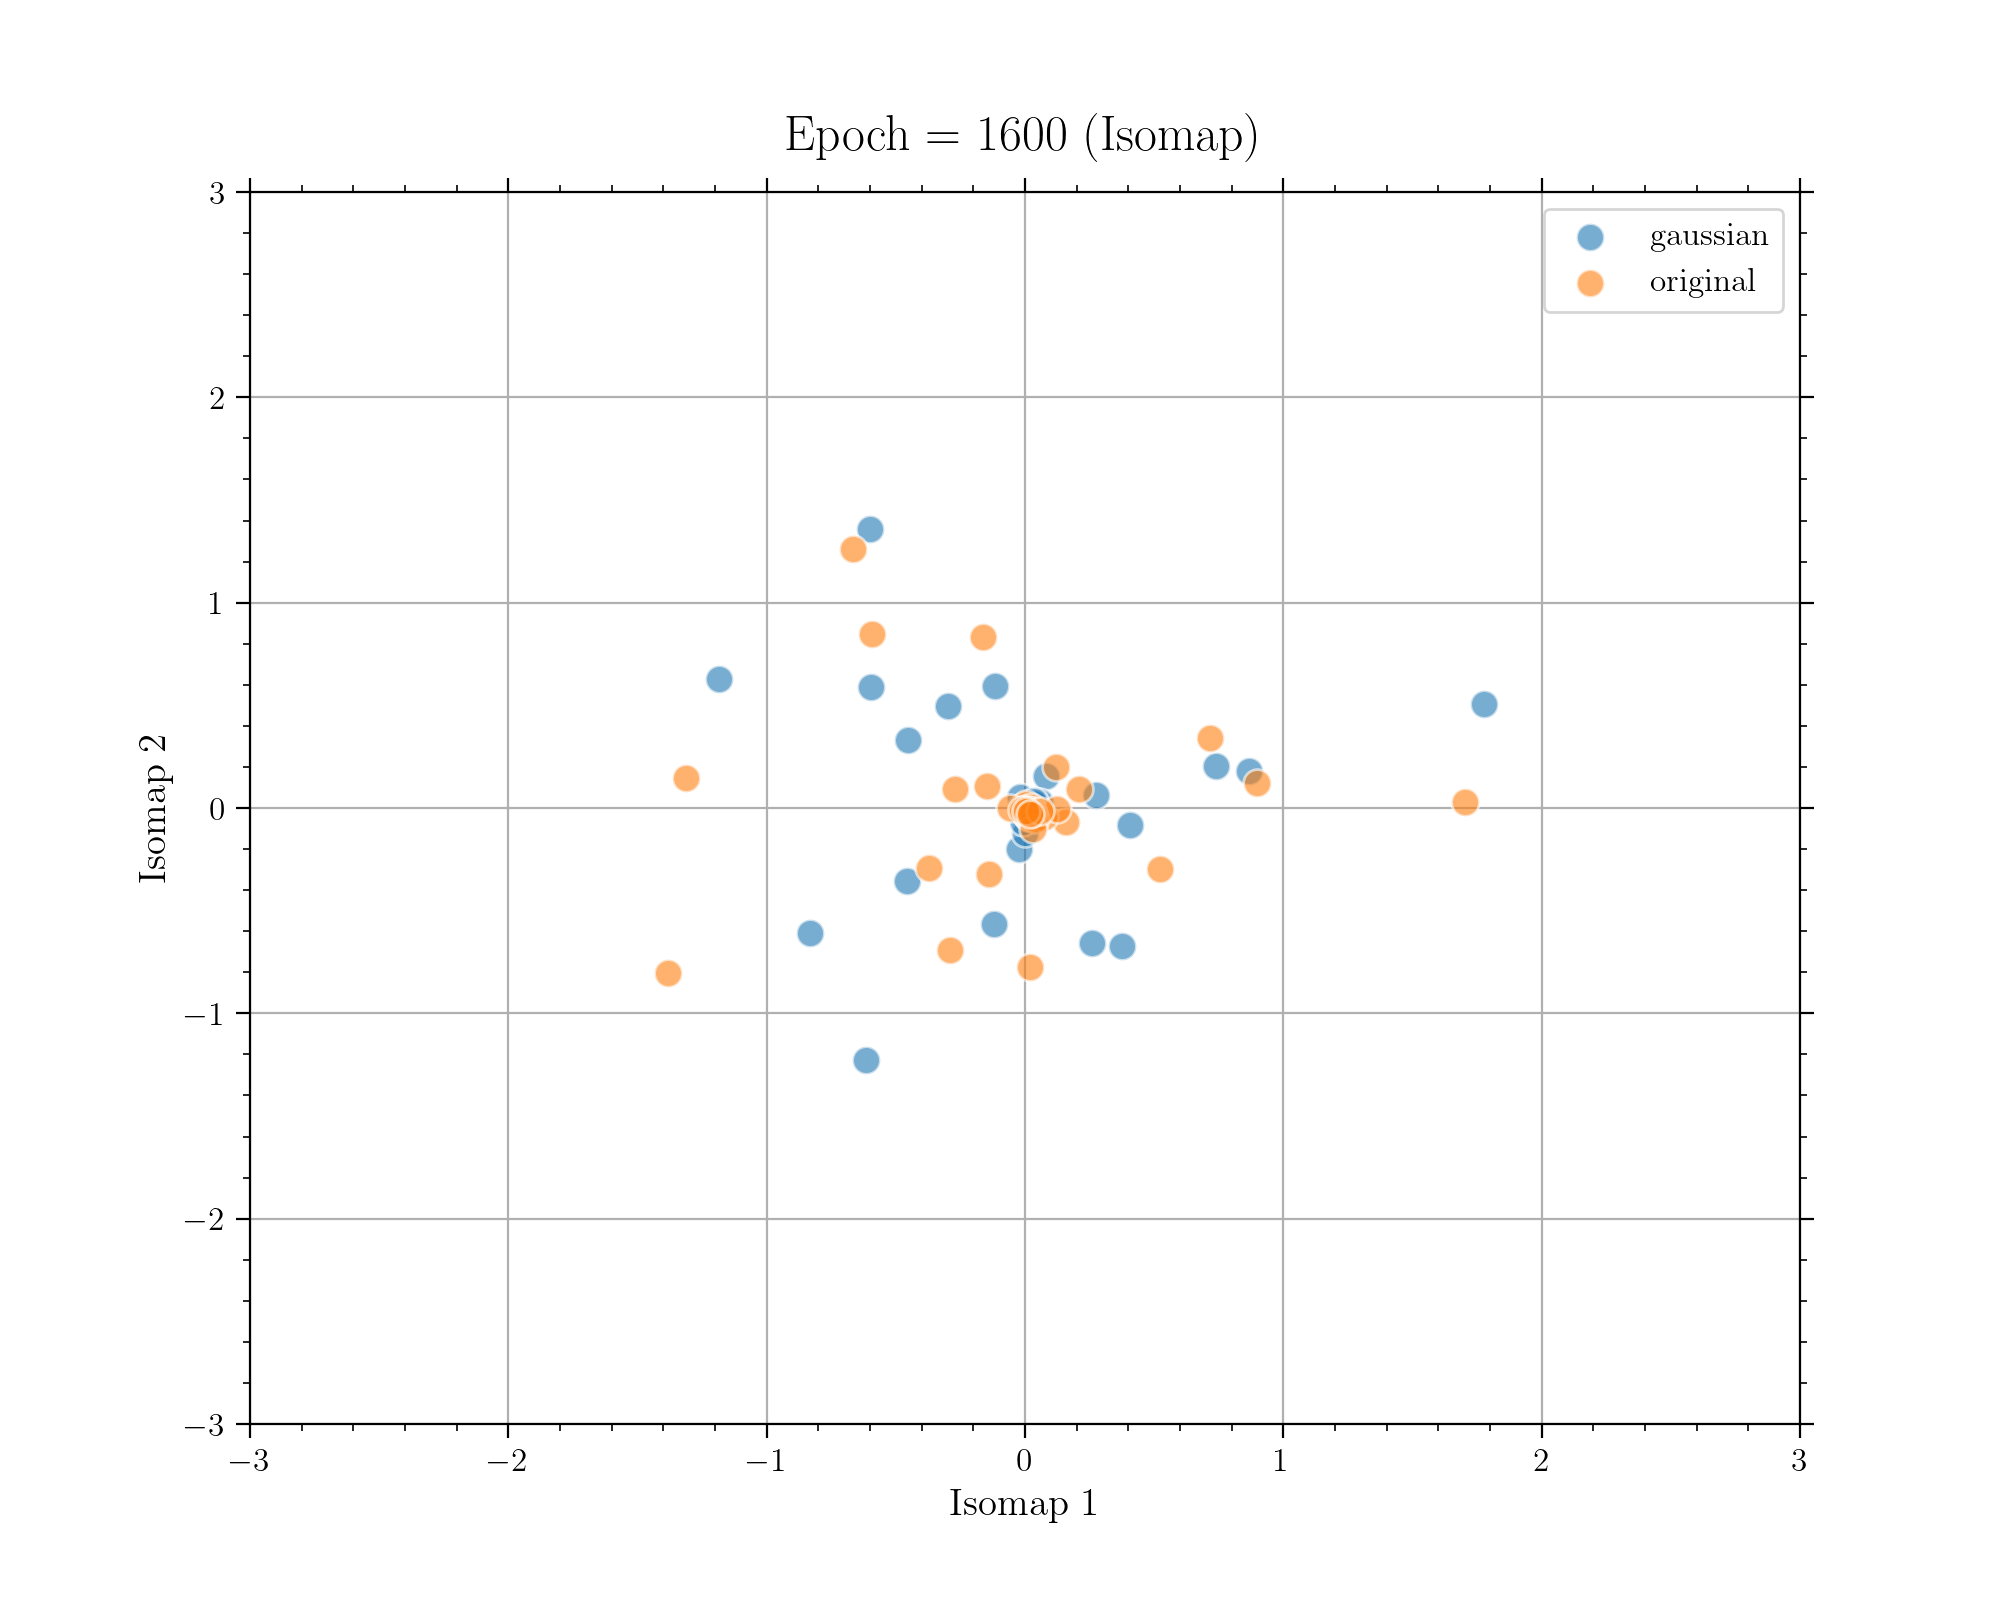 Epoch = 1600 (Isomap)
gaussian
original
3
2
1
0
−1
−2
−3
Isomap 2
−3
−2
−1
0
1
2
3
Isomap 1